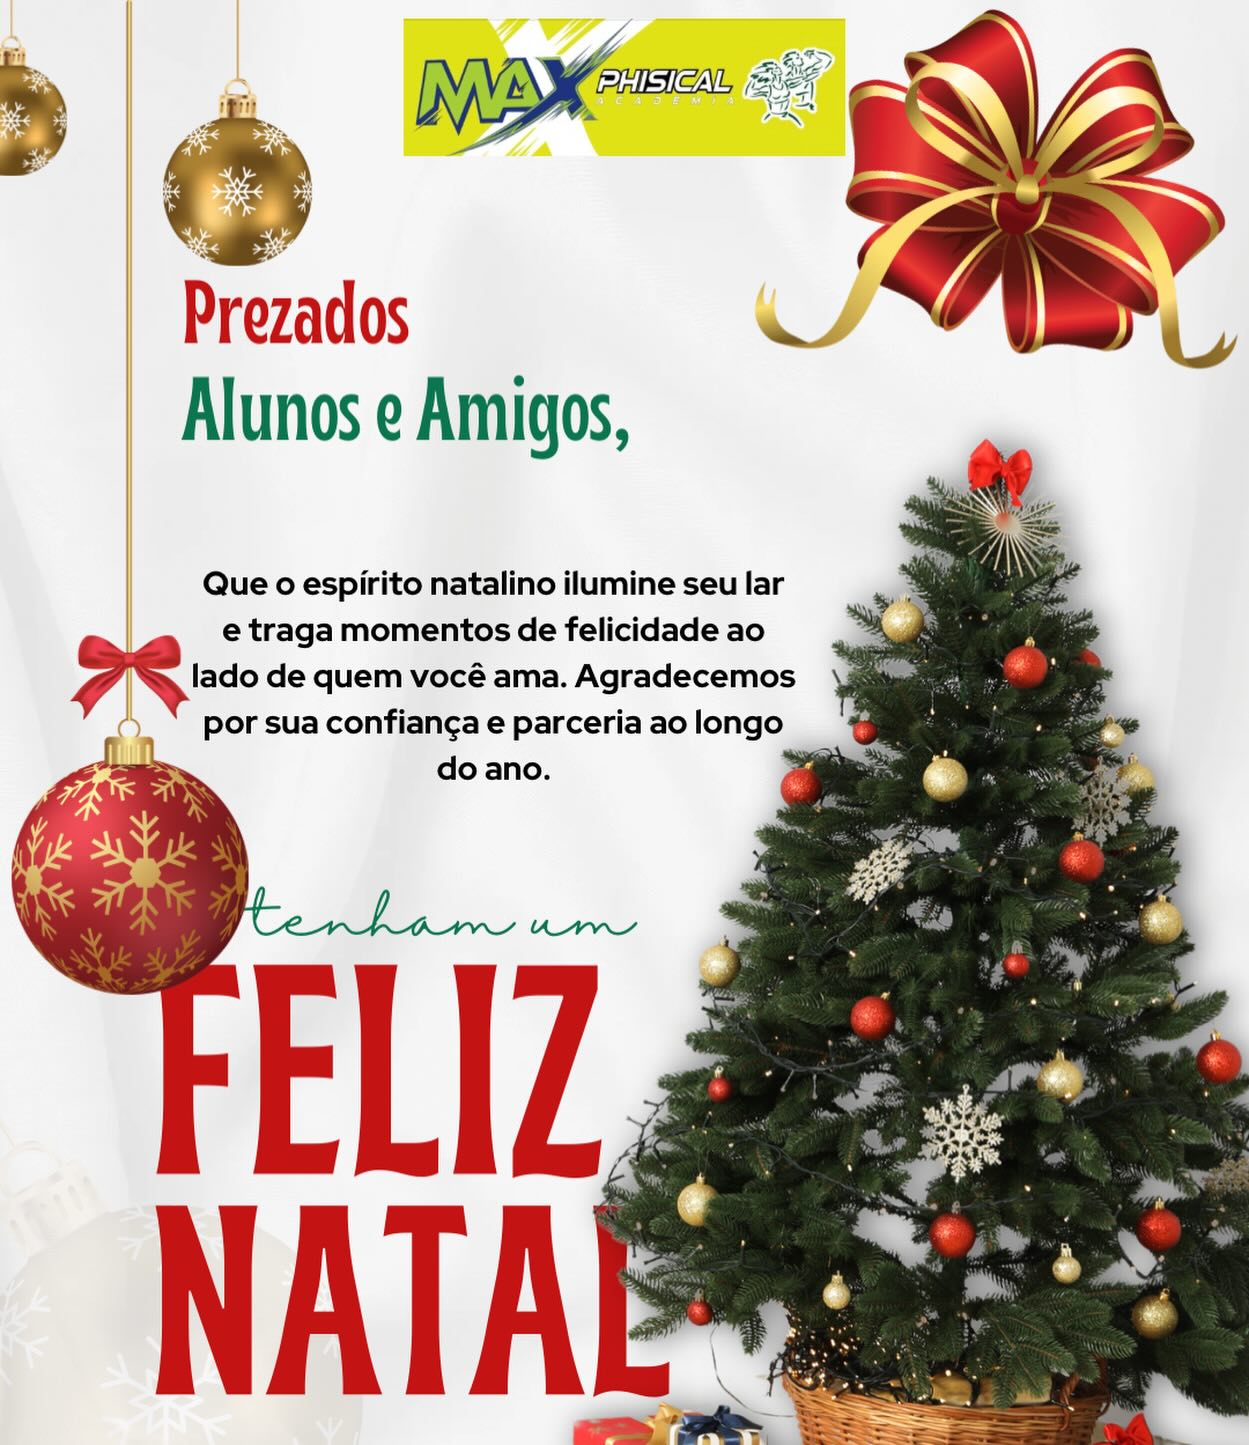 MAX PHISICAL
ACADEMIA
Prezados
Alunos e Amigos,
Que o espírito natalino ilumine seu lar
e traga momentos de felicidade ao
lado de quem você ama. Agradecemos
por sua confiança e parceria ao longo
do ano.
tenham um
FELIZ
NATAL